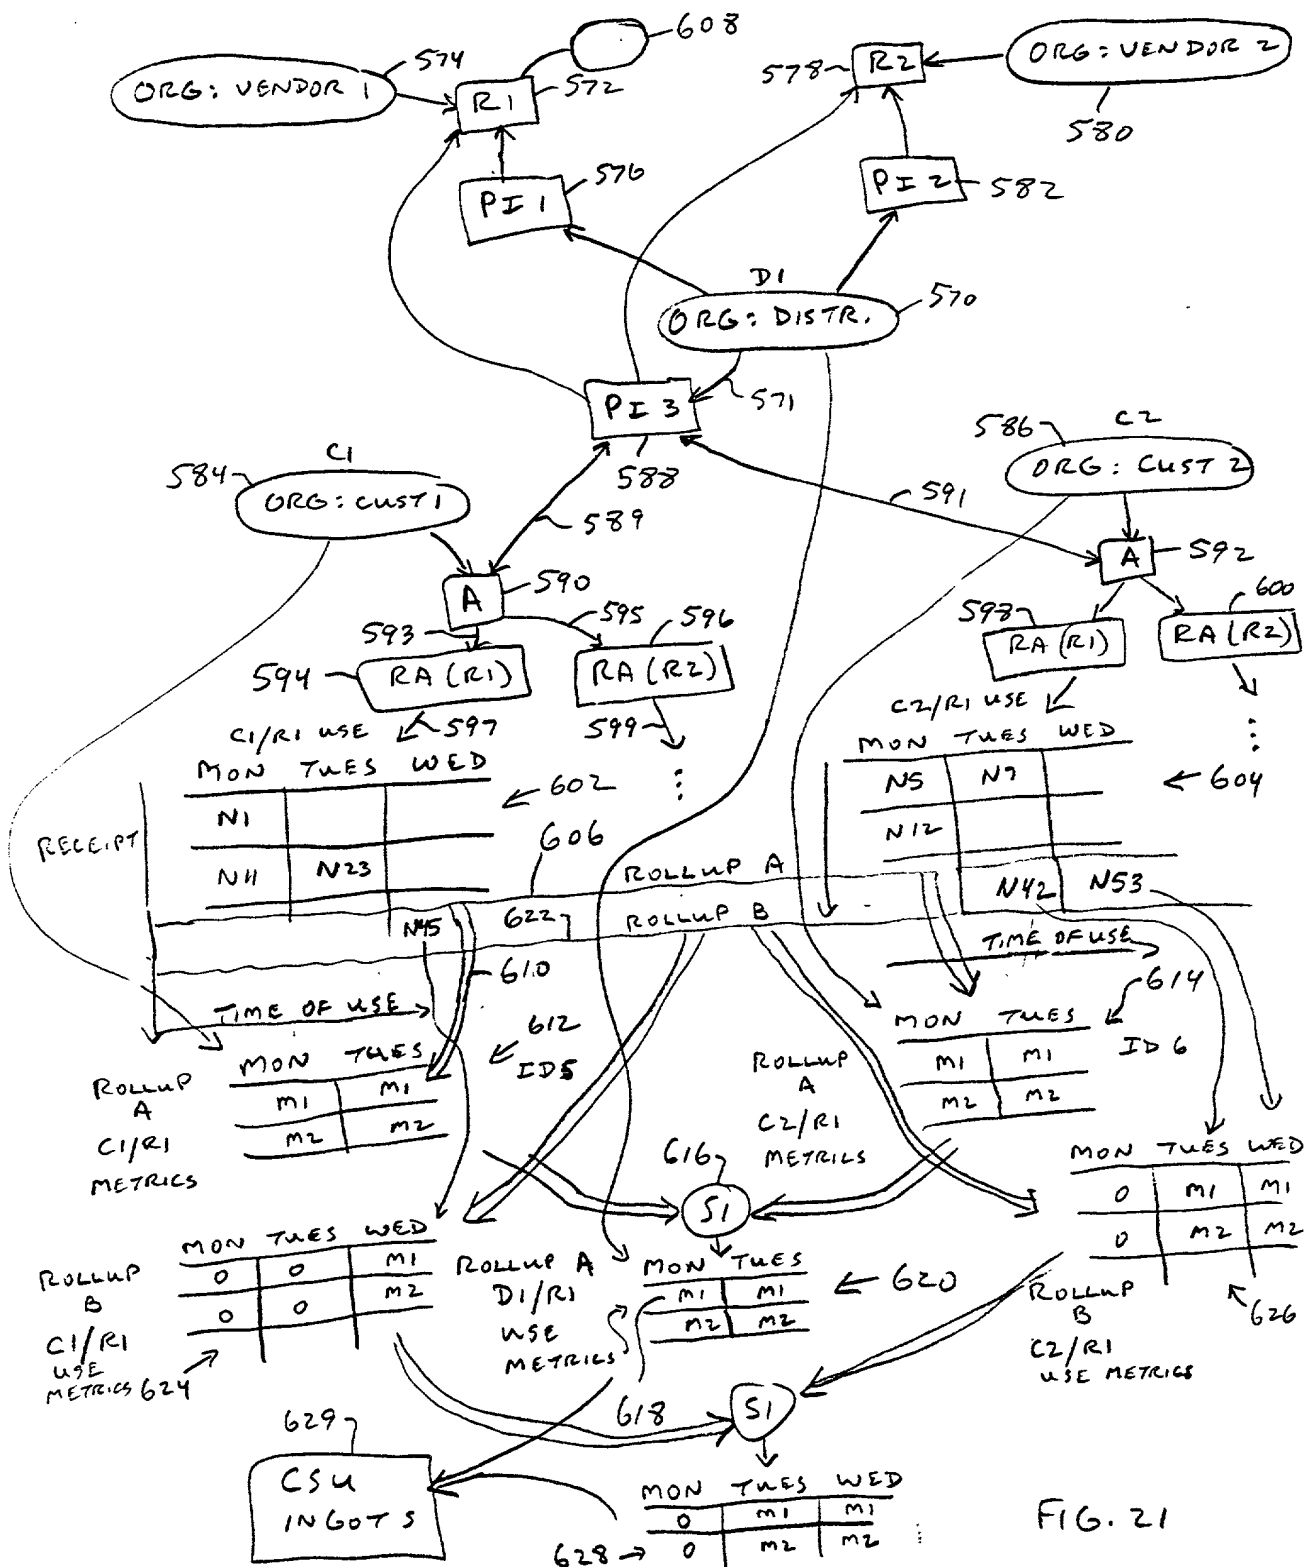 608
574
ORG: VENDOR 1
R1
572
578
R2
ORG: VENDOR 2
580
576
PI 1
PI 2
582
D1
ORG: DISTR.
570
571
PI 3
588
C1
584
ORG: CUST 1
589
591
586
C2
ORG: CUST 2
A
590
A
592
593
595
596
598
600
594
RA (R1)
RA (R2)
RA (R1)
RA (R2)
597
599
C1/R1 USE
C2/R1 USE
MON TUES WED
MON TUES WED
N1
602
N5 N7
604
RECEIPT
606
N12
N11 N23
ROLLUP A
N42 N53
N45
622
ROLLUP B
TIME OF USE
610
614
TIME OF USE
612
MON TUES
ID 6
MON TUES
ID5
M1 M1
ROLLUP
A
C1/R1
METRICS
M1 M1
M2 M2
ROLLUP
A
C2/R1
METRICS
M2 M2
616
S1
MON TUES WED
0 M1 M1
0 M2 M2
626
MON TUES WED
0 0 M1
0 0 M2
ROLLUP
B
C1/R1
USE
METRICS 624
ROLLUP A
D1/R1
USE
METRICS
MON TUES
M1 M1
M2 M2
620
ROLLUP
B
C2/R1
USE METRICS
618
S1
629
CSU
INGOTS
MON TUES WED
0 M1 M1
0 M2 M2
628
FIG. 21